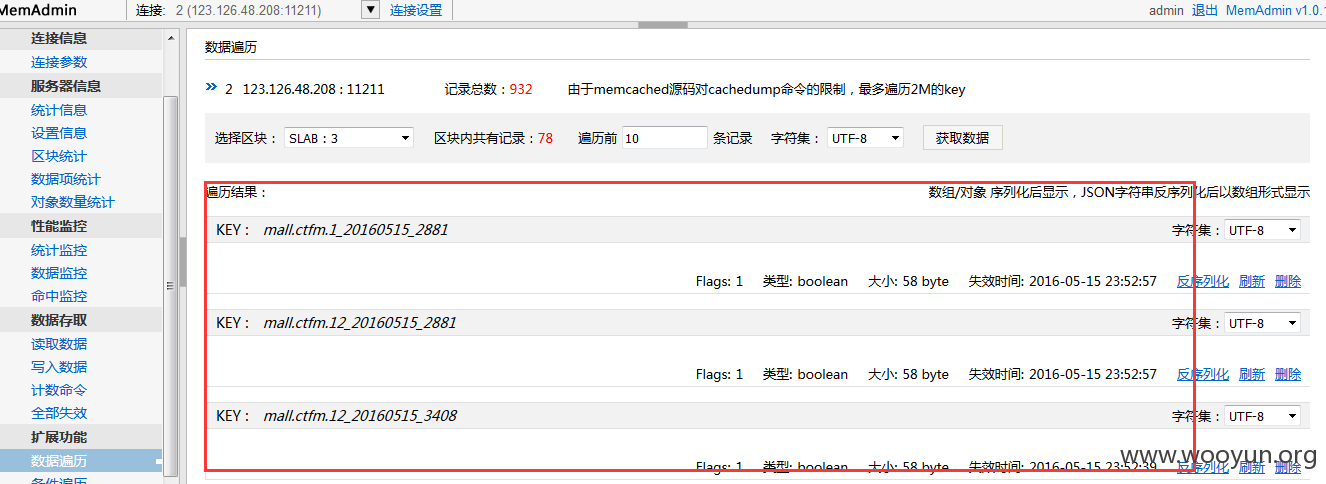 MemAdmin 连接: 2 (123.126.48.208:11211) 连接设置 admin 退出 MemAdmin v1.0.1
连接信息
连接参数
服务器信息
统计信息
设置信息
区块统计
数据项统计
对象数量统计
性能监控
统计监控
数据监控
命中监控
数据存取
读取数据
写入数据
计数命令
全部失效
扩展功能
数据遍历
条件遍历
数据遍历
2 123.126.48.208 : 11211 记录总数：932 由于memcached源码对cachedump命令的限制，最多遍历2M的key
选择区块： SLAB：3 区块内共有记录：78 遍历前 10 条记录 字符集： UTF-8 获取数据
遍历结果： 数组/对象 序列化后显示，JSON字符串反序列化后以数组形式显示
KEY： mall.ctfm.1_20160515_2881 字符集： UTF-8
Flags: 1 类型: boolean 大小: 58 byte 失效时间: 2016-05-15 23:52:57 反序列化 刷新 删除
KEY： mall.ctfm.12_20160515_2881 字符集： UTF-8
Flags: 1 类型: boolean 大小: 58 byte 失效时间: 2016-05-15 23:52:57 反序列化 刷新 删除
KEY： mall.ctfm.12_20160515_3408 字符集： UTF-8
Flags: 1 类型: boolean 大小: 58 byte 失效时间: 2016-05-15 23:52:39 反序列化 刷新 删除
www.wooyun.org